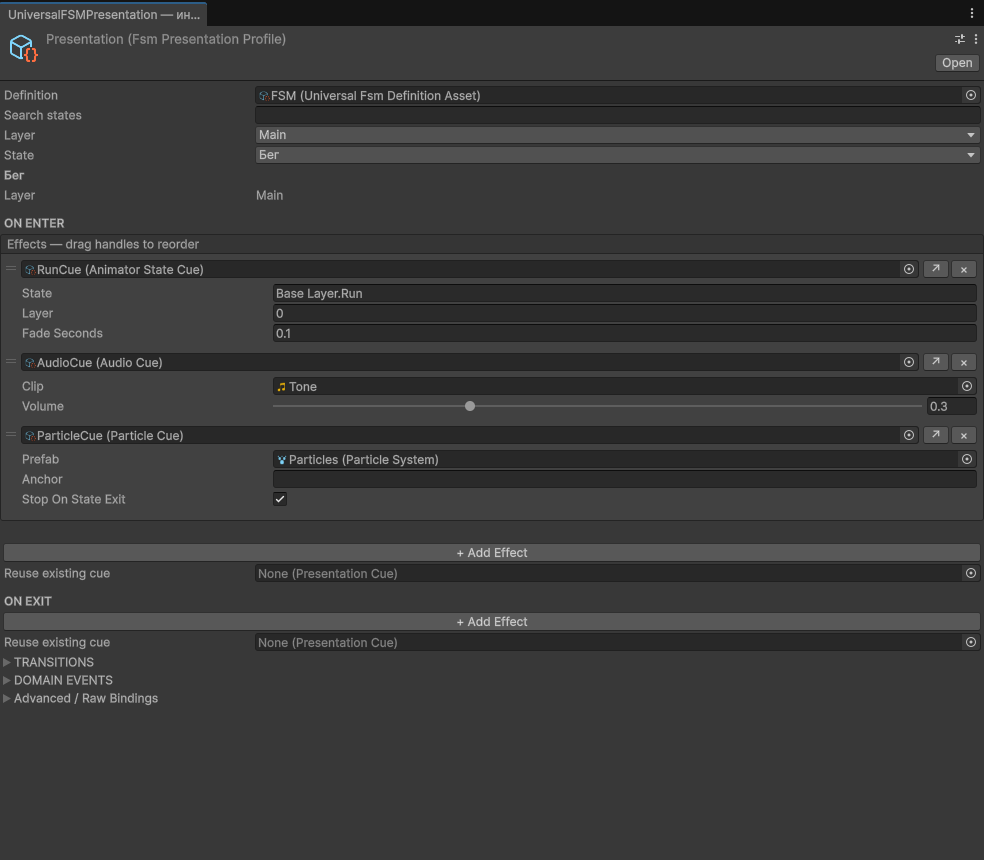 UniversalFSMPresentation — ин...
Presentation (Fsm Presentation Profile)
Open
Definition FSM (Universal Fsm Definition Asset)
Search states
Layer Main
State Бег
Бег
Layer Main
ON ENTER
Effects — drag handles to reorder
RunCue (Animator State Cue)
State Base Layer.Run
Layer 0
Fade Seconds 0.1
AudioCue (Audio Cue)
Clip Tone
Volume 0.3
ParticleCue (Particle Cue)
Prefab Particles (Particle System)
Anchor
Stop On State Exit
+ Add Effect
Reuse existing cue None (Presentation Cue)
ON EXIT
+ Add Effect
Reuse existing cue None (Presentation Cue)
TRANSITIONS
DOMAIN EVENTS
Advanced / Raw Bindings